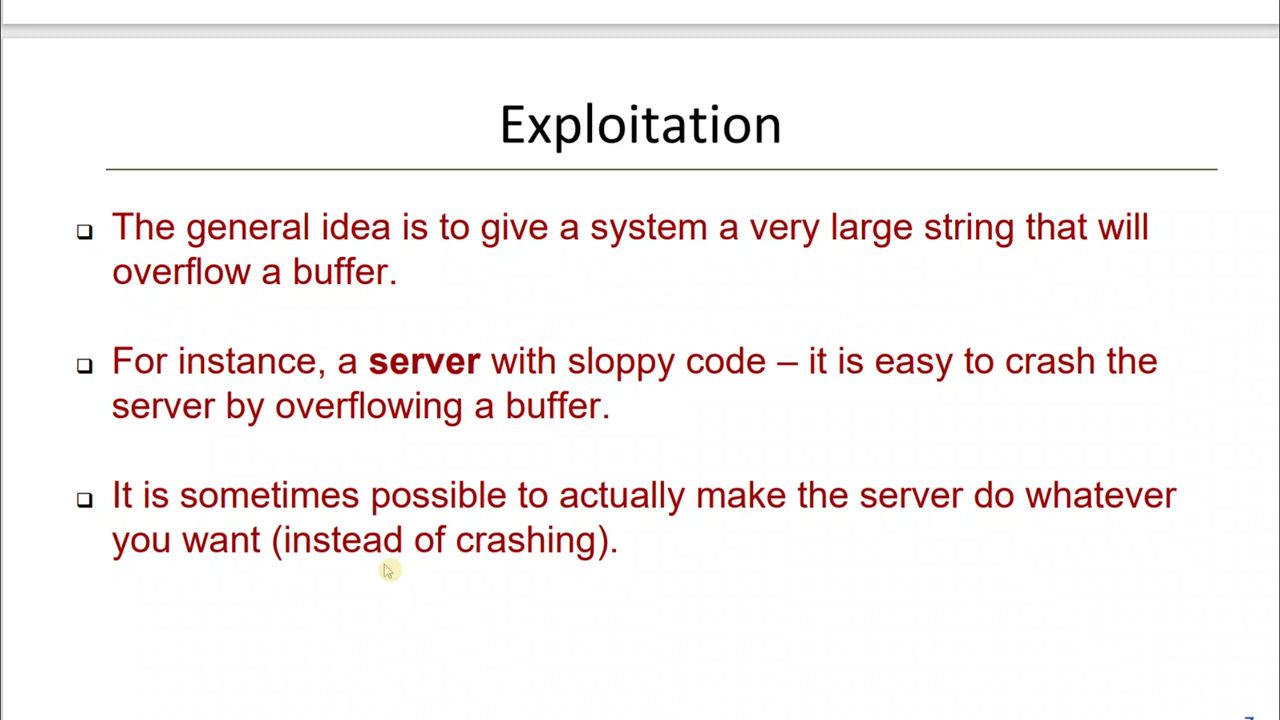 Exploitation
The general idea is to give a system a very large string that will
overflow a buffer.
For instance, a server with sloppy code – it is easy to crash the
server by overflowing a buffer.
It is sometimes possible to actually make the server do whatever
you want (instead of crashing).